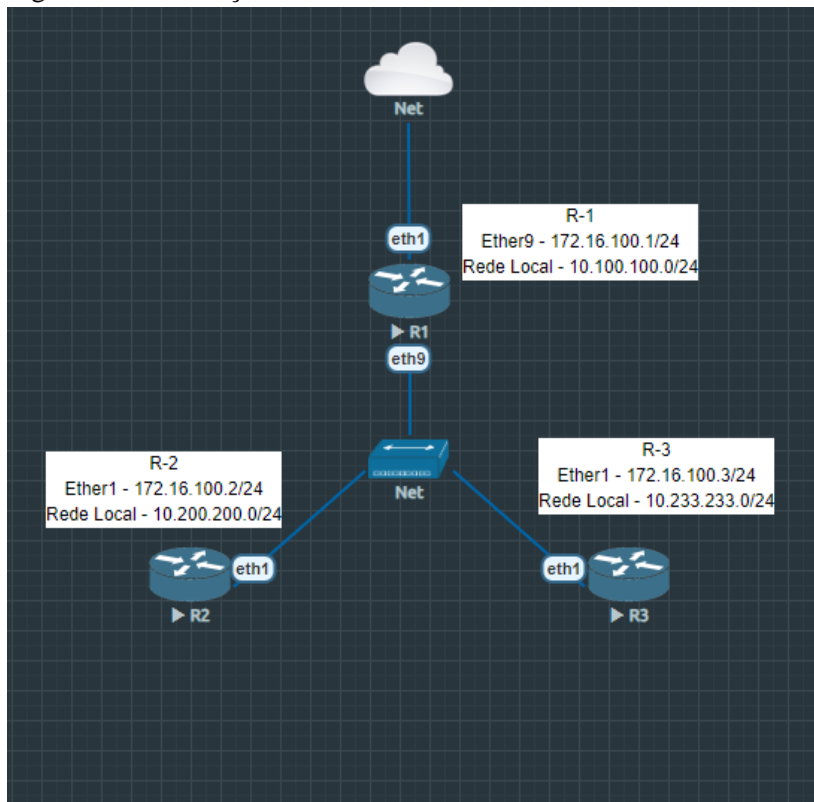 Net
eth1
R-1
Ether9 - 172.16.100.1/24
Rede Local - 10.100.100.0/24
R1
eth9
Net
R-2
Ether1 - 172.16.100.2/24
Rede Local - 10.200.200.0/24
R-3
Ether1 - 172.16.100.3/24
Rede Local - 10.233.233.0/24
eth1
R2
eth1
R3